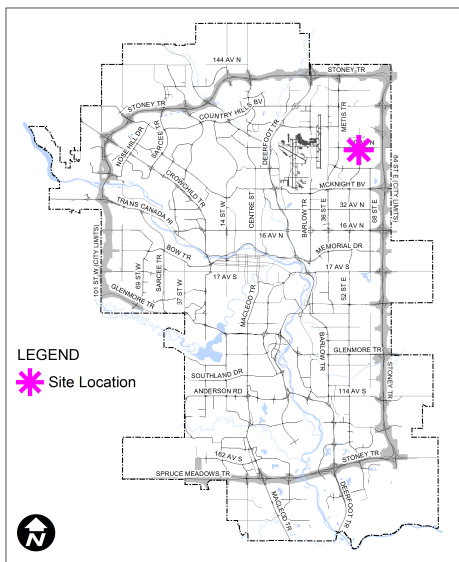 144 AV N
STONEY TR
STONEY TR
COUNTRY HILLS BV
METIS TR
DEERFOOT TR
NOSE HILL DR
SARCEE TR
N
84 ST E (CITY LIMITS)
CROWCHILD TR
MCKNIGHT BV
TRANS CANADA HI
14 ST W
CENTRE ST
BARLOW TR
36 ST E
32 AV N
68 ST E
16 AV N
16 AV N
101 ST W (CITY LIMITS)
BOW TR
MEMORIAL DR
69 ST W
SARCEE TR
37 ST W
17 AV S
17 AV S
52 ST E
GLENMORE TR
MACLEOD TR
LEGEND
Site Location
BARLOW TR
GLENMORE TR
STONEY TR
SOUTHLAND DR
ANDERSON RD
114 AV S
162 AV S
STONEY TR
SPRUCE MEADOWS TR
MACLEOD TR
DEERFOOT TR
N